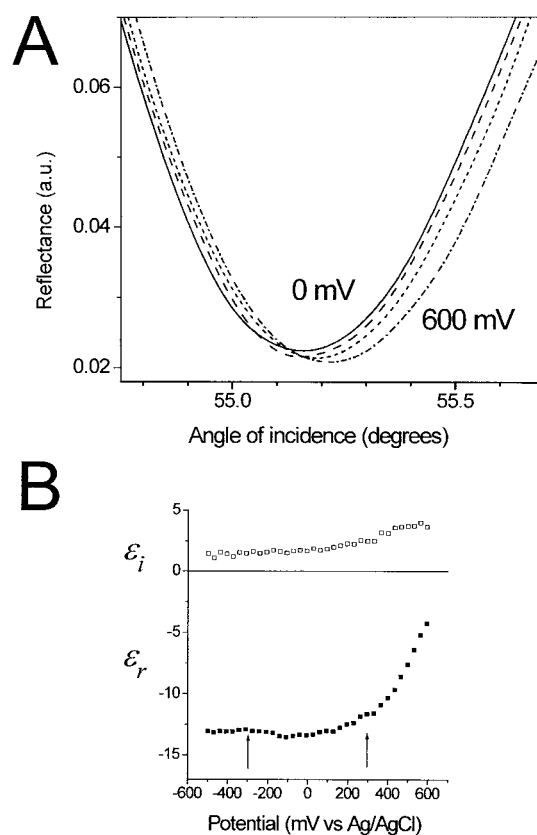 A
0.06
0.04
0.02
Reflectance (a.u.)
0 mV
600 mV
55.0
55.5
Angle of incidence (degrees)
B
5
0
-5
-10
-15
εi
εr
-600 -400 -200 0 200 400 600
Potential (mV vs Ag/AgCl)